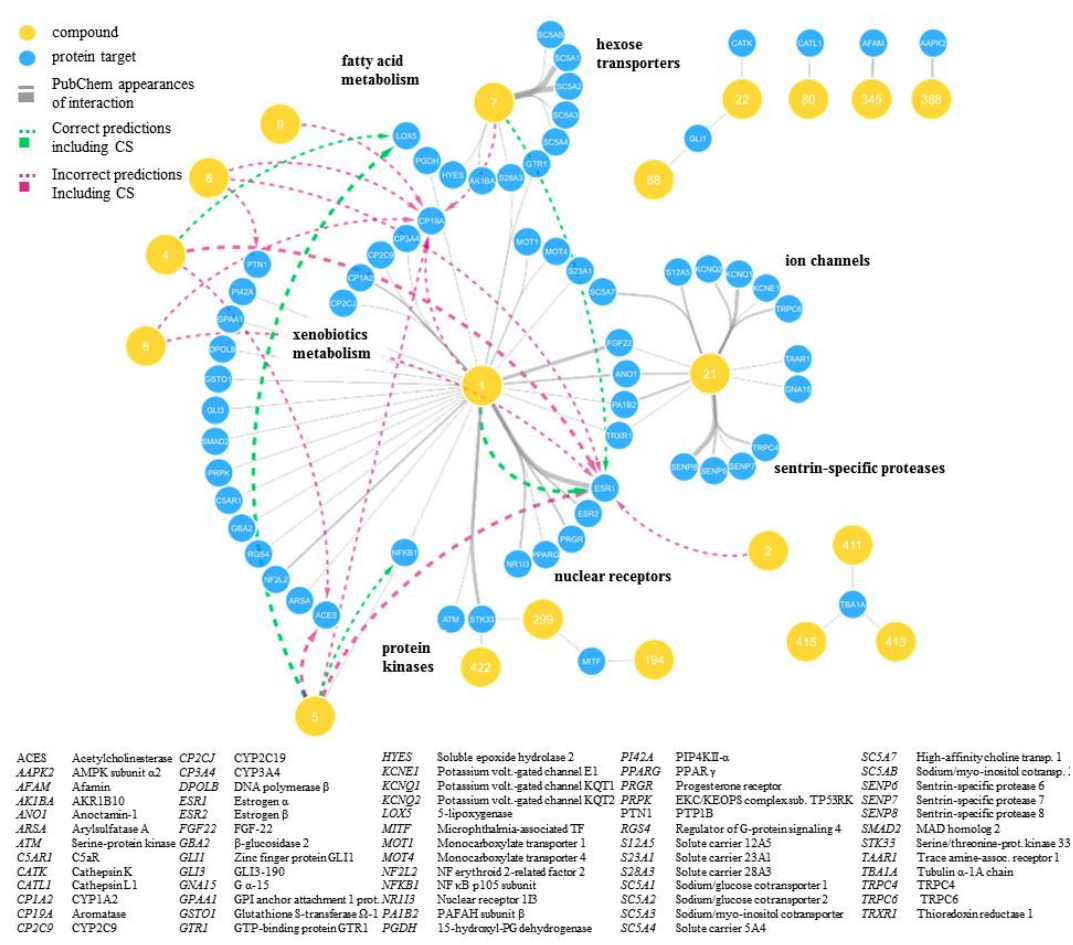 compound
protein target
PubChem appearances
of interaction
Correct predictions
including CS
Incorrect predictions
Including CS
fatty acid
metabolism
hexose
transporters
ion channels
xenobiotics
metabolism
sentrin-specific proteases
nuclear receptors
protein
kinases
SC5AB
SC5A1
SC5A2
SC5A3
SC5A4
GTR1
S28A3
AK1BA
HYES
PGDH
LOX5
7
9
6
4
8
CATK
CATL1
AFAM
AAPK2
22
80
345
388
GLI1
88
CP19A
CP3A4
CP2C9
CP1A2
CP2CJ
MOT1
MOT4
S23A1
SC5A7
S12A5
KCNQ2
KCNQ1
KCNE1
TRPC6
PTN1
PI42A
GPAA1
DPOLB
GSTO1
GLI3
SMAD2
PRPK
C5AR1
GBA2
RGS4
NF2L2
ARSA
ACES
1
FGF22
ANO1
PA1B2
TRXR1
21
TAAR1
GNA15
TRPC4
SENP8
SENP6
SENP7
ESR1
ESR2
PRGR
PPARG
NR1I3
NFKB1
2
411
TBA1A
415
413
ATM
STK33
299
422
MITF
194
5
ACES Acetylcholinesterase CP2CJ CYP2C19 HYES Soluble epoxide hydrolase 2 PI42A PIP4KII-α SC5A7 High-affinity choline transp. 1
AAPK2 AMPK subunit α2 CP3A4 CYP3A4 KCNE1 Potassium volt.-gated channel E1 PPARG PPAR γ SC5AB Sodium/myo-inositol cotransp. 2
AFAM Afamin DPOLB DNA polymerase β KCNQ1 Potassium volt.-gated channel KQT1 PRGR Progesterone receptor SENP6 Sentrin-specific protease 6
AK1BA AKR1B10 ESR1 Estrogen α KCNQ2 Potassium volt.-gated channel KQT2 PRPK EKC/KEOPS complex sub. TP53RK SENP7 Sentrin-specific protease 7
ANO1 Anoctamin-1 ESR2 Estrogen β LOX5 5-lipoxygenase PTN1 PTP1B SENP8 Sentrin-specific protease 8
ARSA Arylsulfatase A FGF22 FGF-22 MITF Microphthalmia-associated TF RGS4 Regulator of G-protein signaling 4 SMAD2 MAD homolog 2
ATM Serine-protein kinase GBA2 β-glucosidase 2 MOT1 Monocarboxylate transporter 1 S12A5 Solute carrier 12A5 STK33 Serine/threonine-prot. kinase 33
C5AR1 C5aR GLI1 Zinc finger protein GLI1 MOT4 Monocarboxylate transporter 4 S23A1 Solute carrier 23A1 TAAR1 Trace amine-assoc. receptor 1
CATK Cathepsin K GLI3 GLI3-190 NF2L2 NF erythroid 2-related factor 2 S28A3 Solute carrier 28A3 TBA1A Tubulin α-1A chain
CATL1 Cathepsin L1 GNA15 G α-15 NFKB1 NF κB p105 subunit SC5A1 Sodium/glucose cotransporter 1 TRPC4 TRPC4
CP1A2 CYP1A2 GPAA1 GPI anchor attachment 1 prot. NR1I3 Nuclear receptor 1I3 SC5A2 Sodium/glucose cotransporter 2 TRPC6 TRPC6
CP19A Aromatase GSTO1 Glutathione S-transferase Ω-1 PA1B2 PAFAH subunit β SC5A3 Sodium/myo-inositol cotransporter TRXR1 Thioredoxin reductase 1
CP2C9 CYP2C9 GTR1 GTP-binding protein GTR1 PGDH 15-hydroxyl-PG dehydrogenase SC5A4 Solute carrier 5A4